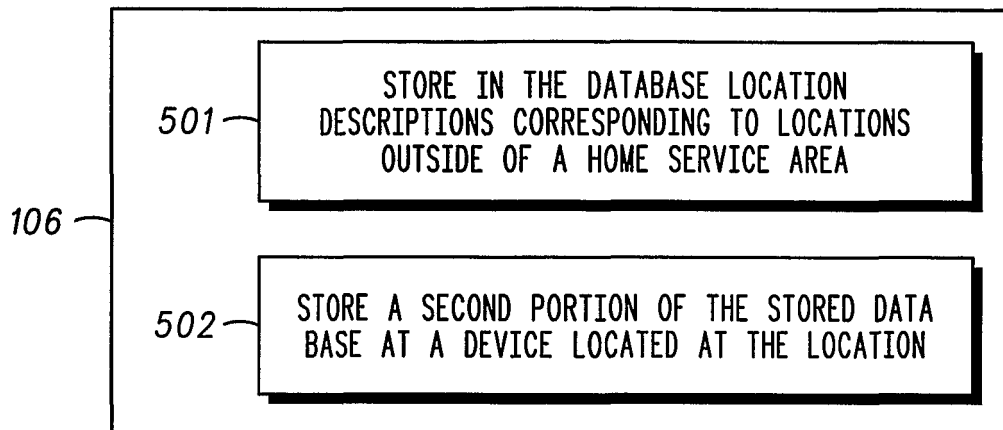 STORE IN THE DATABASE LOCATION
DESCRIPTIONS CORRESPONDING TO LOCATIONS
OUTSIDE OF A HOME SERVICE AREA
501
106
STORE A SECOND PORTION OF THE STORED DATA
BASE AT A DEVICE LOCATED AT THE LOCATION
502